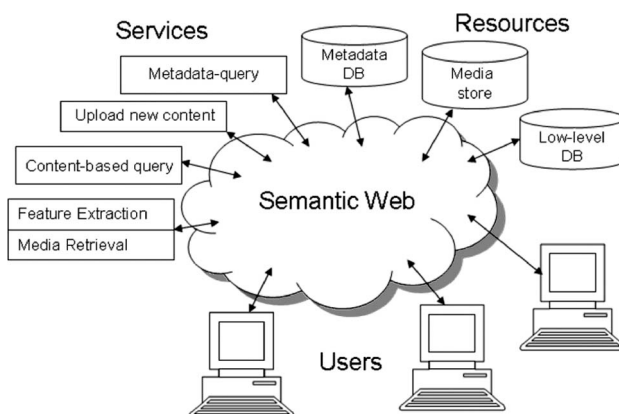 Services
Resources
Metadata
DB
Metadata-query
Media
store
Upload new content
Low-level
DB
Content-based query
Semantic Web
Feature Extraction
Media Retrieval
Users